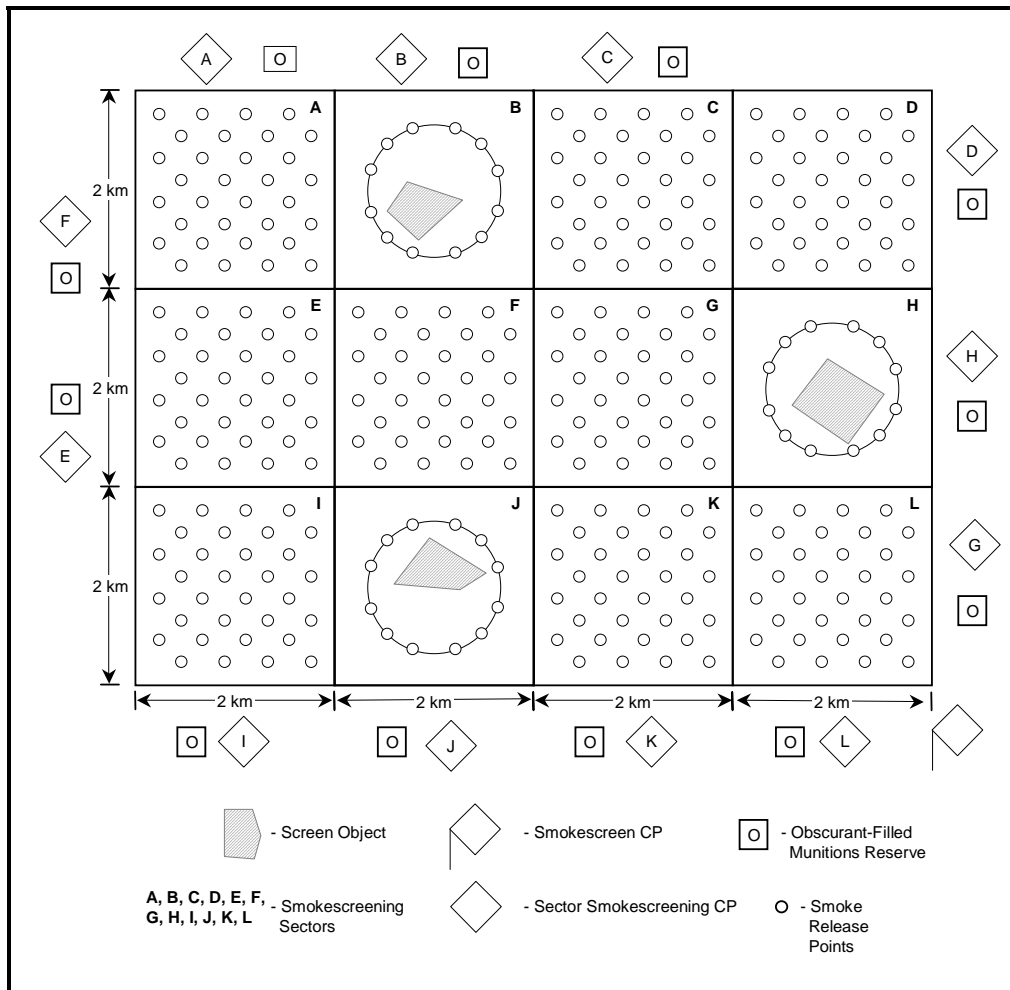 A O B O C O
A B C D
D
2 km
F
O
O
E F G H
H
2 km
O
O
E
I J K L
G
2 km
O
2 km 2 km 2 km 2 km
O I O J O K O L
- Screen Object
- Smokescreen CP
O - Obscurant-Filled
Munitions Reserve
A, B, C, D, E, F,
G, H, I, J, K, L
- Smokescreening
Sectors
- Sector Smokescreening CP
- Smoke
Release
Points